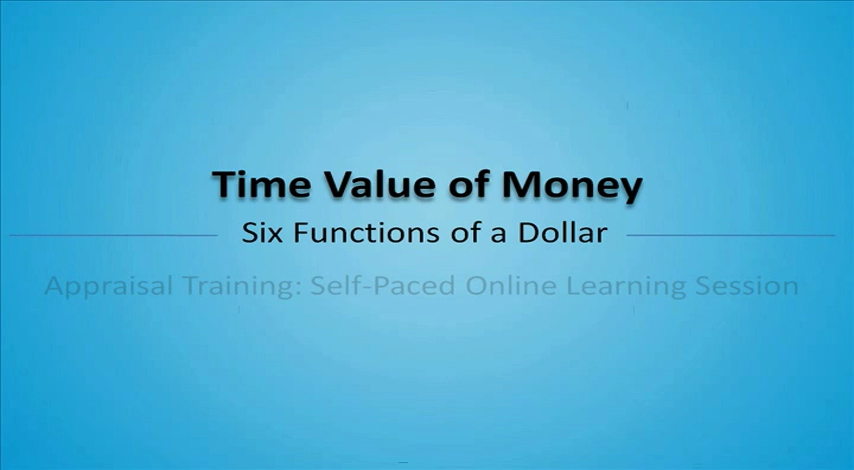 Time Value of Money
Six Functions of a Dollar
Appraisal Training: Self-Paced Online Learning Session